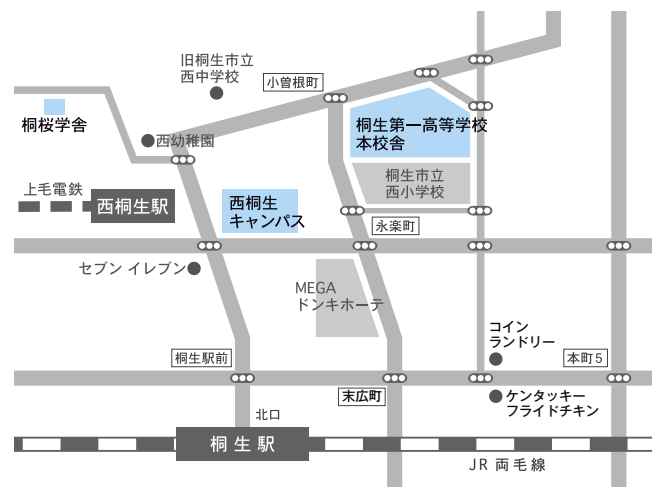 旧桐生市立
西中学校
小曽根町
桐桜学舎
西幼稚園
桐生第一高等学校
本校舎
桐生市立
西小学校
上毛電鉄
西桐生駅
西桐生
キャンパス
永楽町
セブン イレブン
MEGA
ドンキホーテ
コイン
ランドリー
桐生駅前
本町5
末広町
ケンタッキー
フライドチキン
北口
桐生駅
JR 両毛線